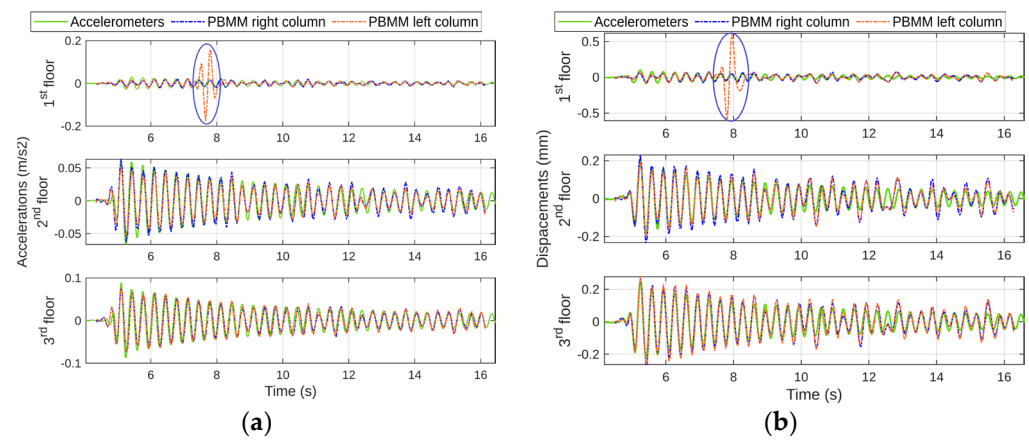 Accelerometers PBMM right column PBMM left column
0.2
0
-0.2
1st floor
6 8 10 12 14 16
0.05
0
-0.05
2nd floor
Accelerations (m/s2)
6 8 10 12 14 16
0.1
0
-0.1
3rd floor
6 8 10 12 14 16
Time (s)
(a)
Accelerometers PBMM right column PBMM left column
0.5
0
-0.5
1st floor
6 8 10 12 14 16
0.2
0
-0.2
2nd floor
Dispacements (mm)
6 8 10 12 14 16
0.2
0
-0.2
3rd floor
6 8 10 12 14 16
Time (s)
(b)